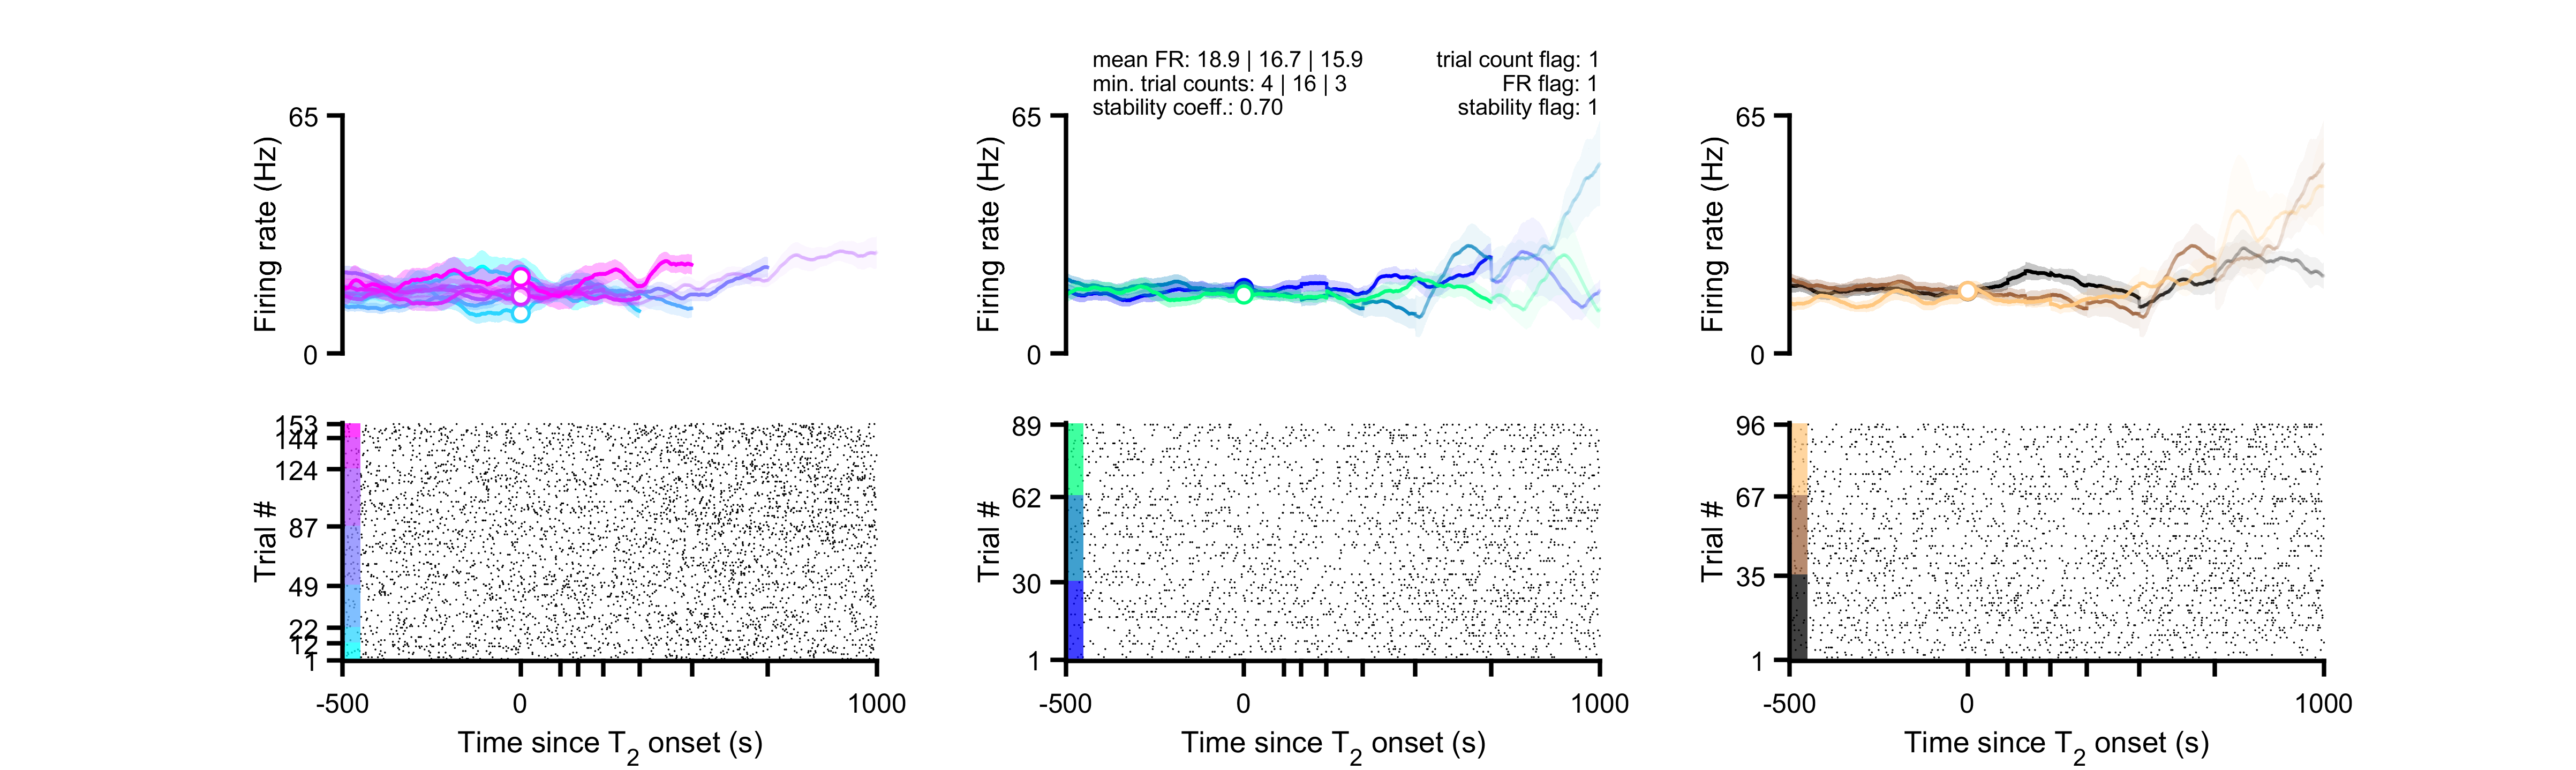 mean FR: 18.9 | 16.7 | 15.9
min. trial counts: 4 | 16 | 3
stability coeff.: 0.70
trial count flag: 1
FR flag: 1
stability flag: 1
65
0
Firing rate (Hz)
65
0
Firing rate (Hz)
65
0
Firing rate (Hz)
153
144
124
87
49
22
12
1
Trial #
-500
0
1000
Time since T2 onset (s)
89
62
30
1
Trial #
-500
0
1000
Time since T2 onset (s)
96
67
35
1
Trial #
-500
0
1000
Time since T2 onset (s)